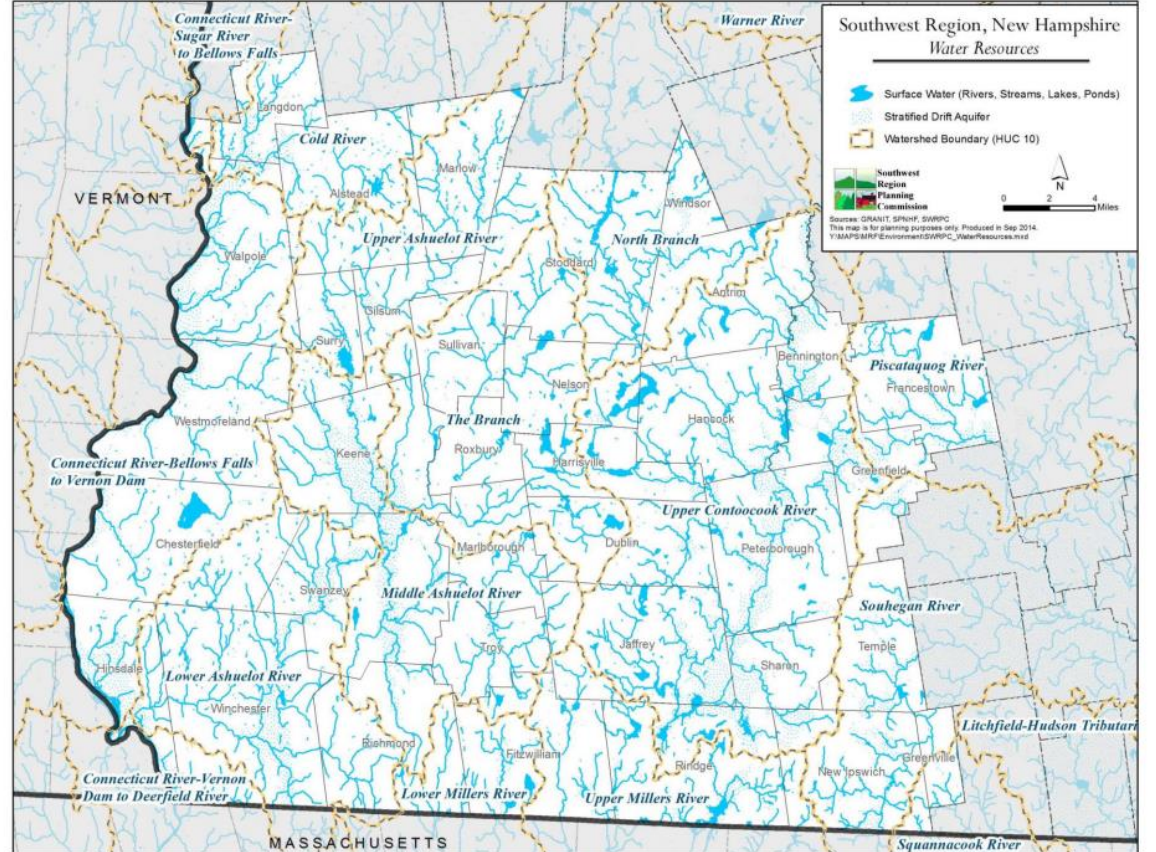 Connecticut River-
Sugar River
to Bellows Falls
Warner River
Southwest Region, New Hampshire
Water Resources
Surface Water (Rivers, Streams, Lakes, Ponds)
Stratified Drift Aquifer
Watershed Boundary (HUC 10)
Southwest
Region
Planning
Commission
N
0 2 4
Miles
Sources: GRANIT, SPNHF, SWRPC
This map is for planning purposes only. Produced in Sep 2014.
Y:\MAPS\MRF\Environment\SWRPC_WaterResources.mxd
Langdon
Cold River
Marlow
VERMONT
Alstead
Windsor
Upper Ashuelot River
North Branch
Walpole
Stoddard
Antrim
Gilsum
Surry
Sullivan
Bennington
Piscataquog River
Nelson
Francestown
Westmoreland
The Branch
Hancock
Keene
Roxbury
Harrisville
Connecticut River-Bellows Falls
to Vernon Dam
Greenfield
Upper Contoocook River
Chesterfield
Marlborough
Dublin
Peterborough
Swanzey
Middle Ashuelot River
Souhegan River
Hinsdale
Lower Ashuelot River
Troy
Jaffrey
Sharon
Temple
Winchester
Litchfield-Hudson Tributari
Richmond
Fitzwilliam
Rindge
New Ipswich
Greenville
Connecticut River-Vernon
Dam to Deerfield River
Lower Millers River
Upper Millers River
MASSACHUSETTS
Squannacook River